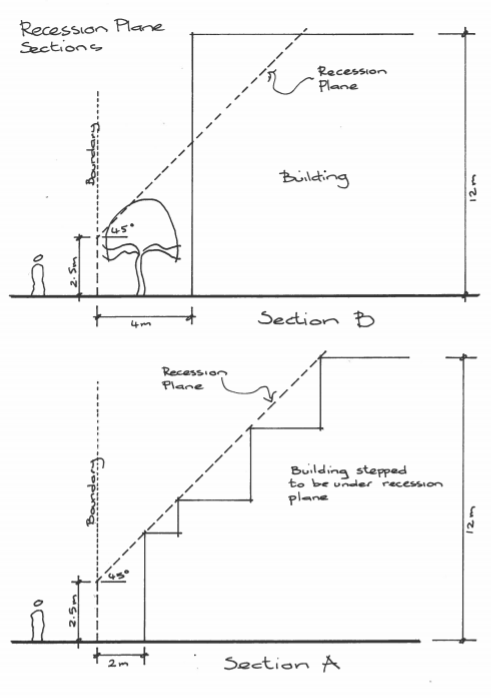 Recession Plane
Sections
Recession
Plane
Boundary
Building
45°
2.5m
12m
4m
Section B
Recession
Plane
Boundary
Building stepped
to be under recession
plane
45°
2.5m
12m
2m
Section A